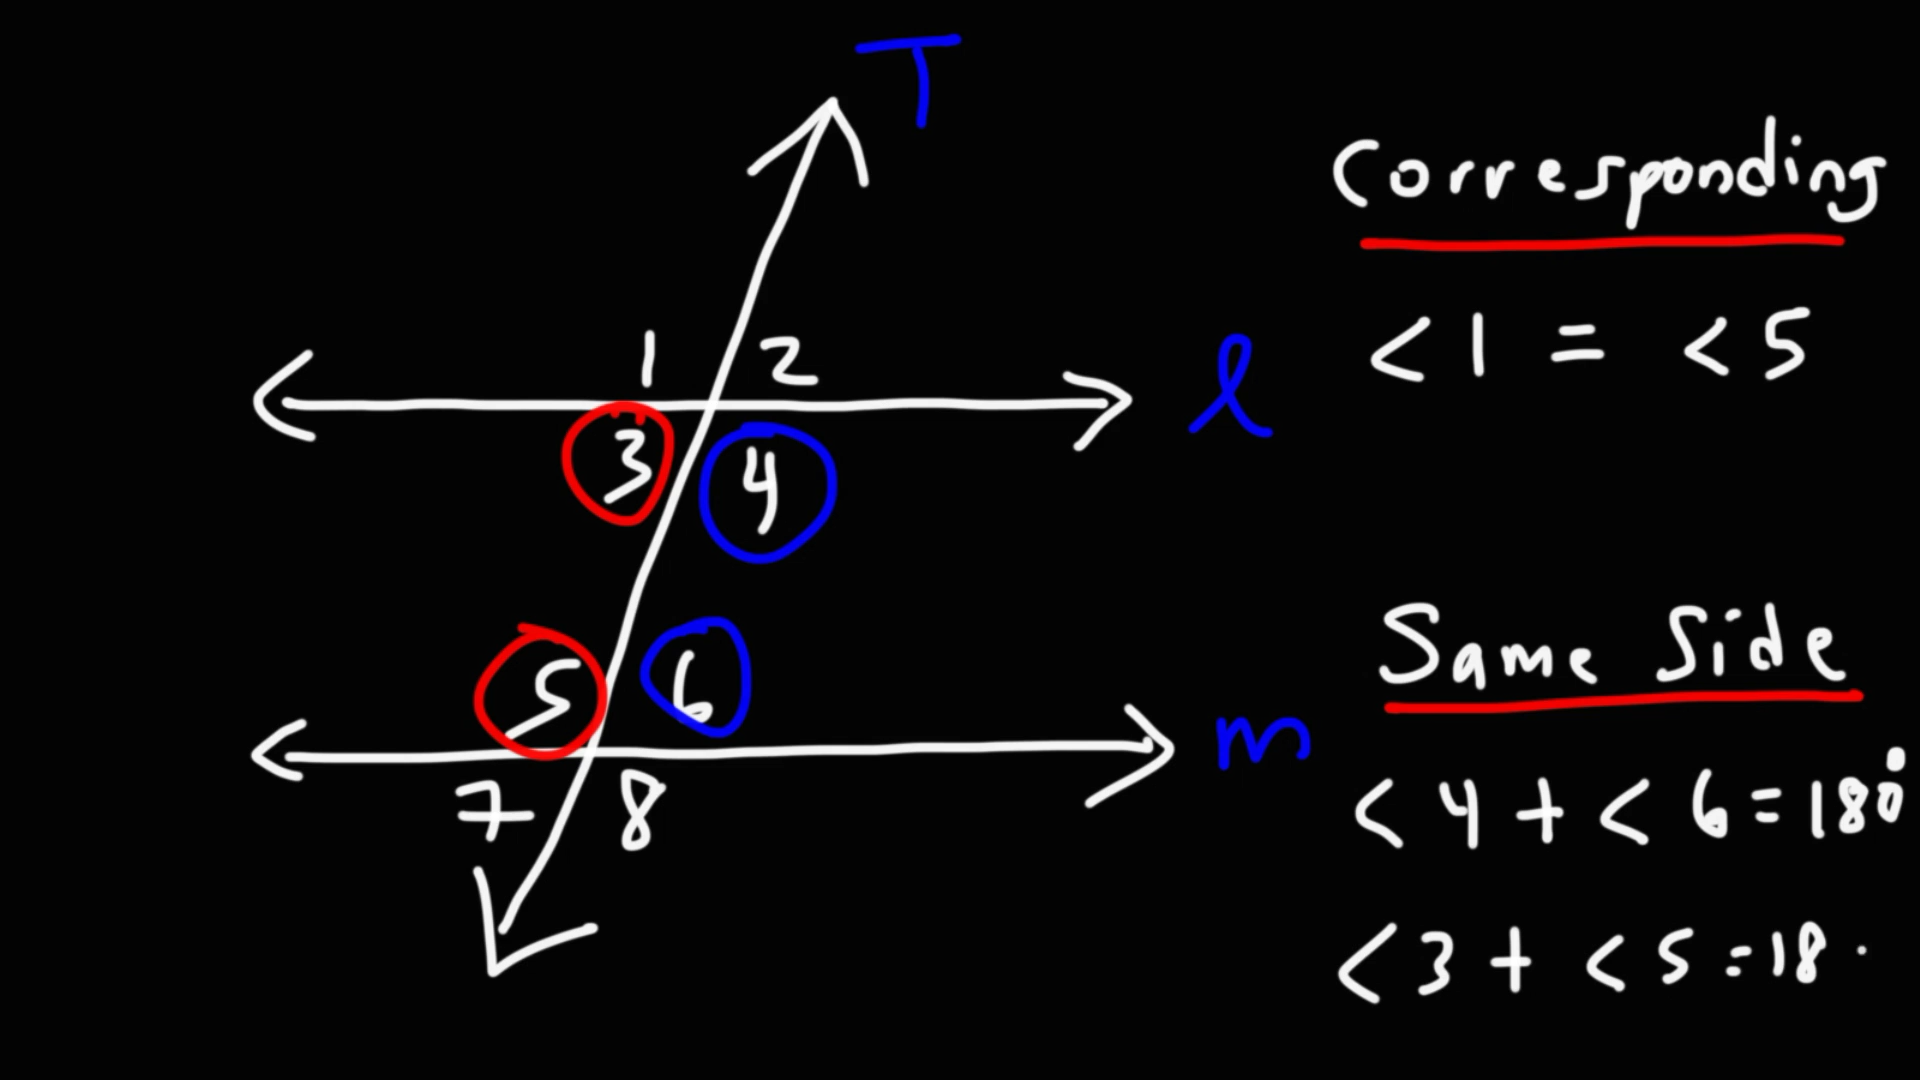 T
Corresponding
1 2
l
< 1 = < 5
3 4
Same Side
5 6
m
7 8
< 4 + < 6 = 180°
< 3 + < 5 = 18